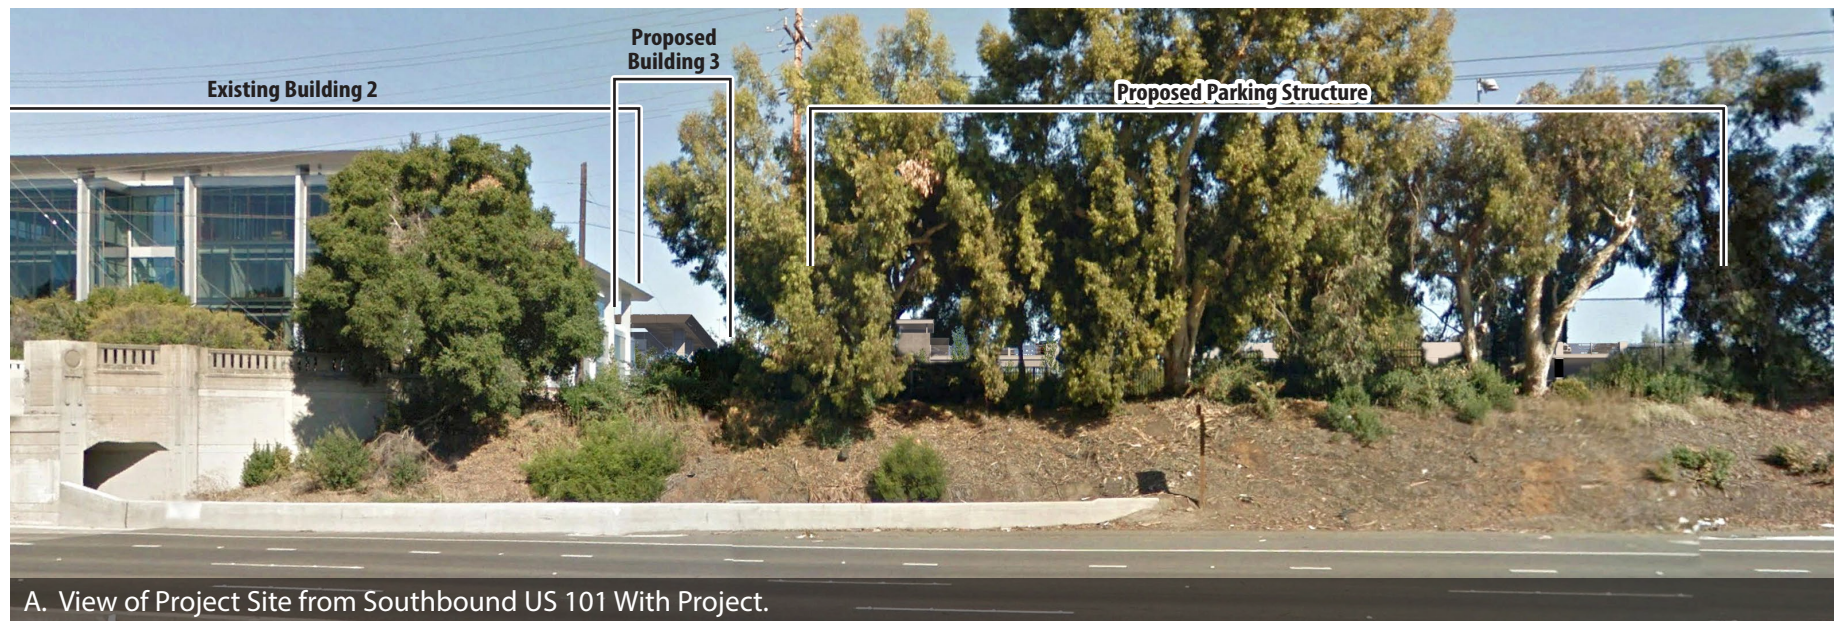 Proposed
Building 3
Existing Building 2
Proposed Parking Structure
A. View of Project Site from Southbound US 101 With Project.